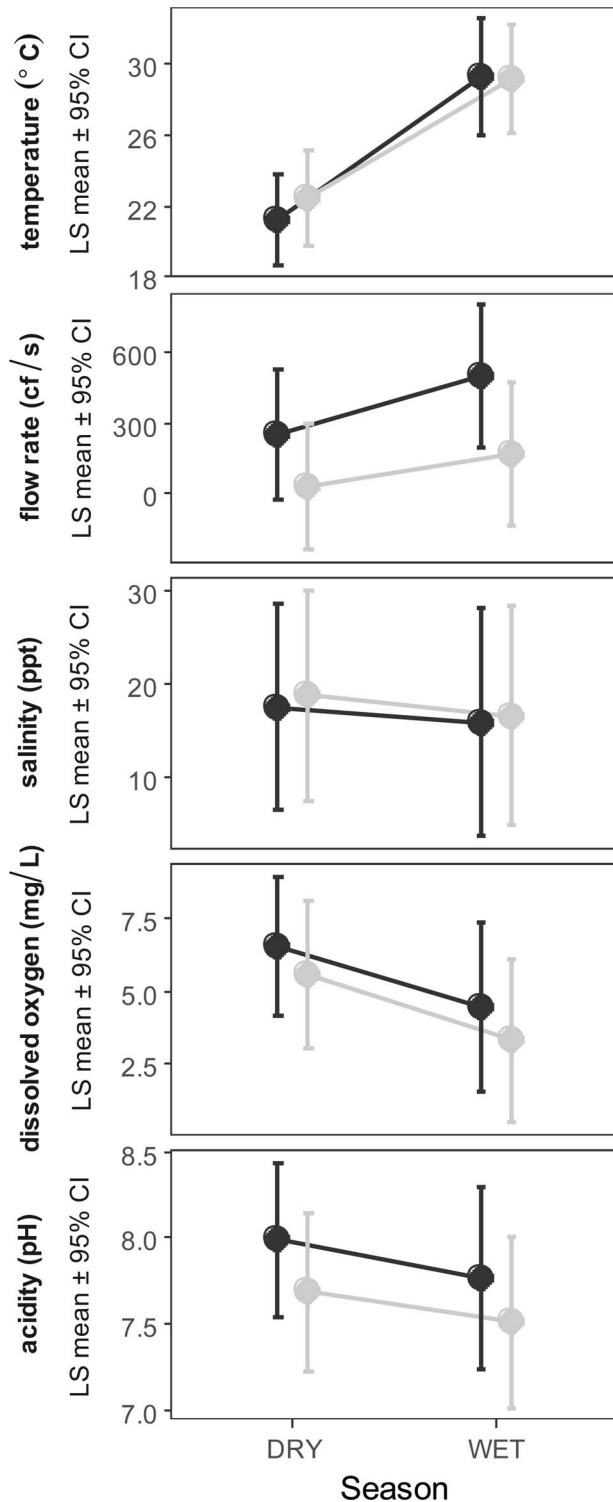 temperature (° C)
LS mean ± 95% CI
30
26
22
18
flow rate (cf/s)
LS mean ± 95% CI
600
300
0
salinity (ppt)
LS mean ± 95% CI
30
20
10
dissolved oxygen (mg/L)
LS mean ± 95% CI
7.5
5.0
2.5
acidity (pH)
LS mean ± 95% CI
8.5
8.0
7.5
7.0
DRY WET
Season